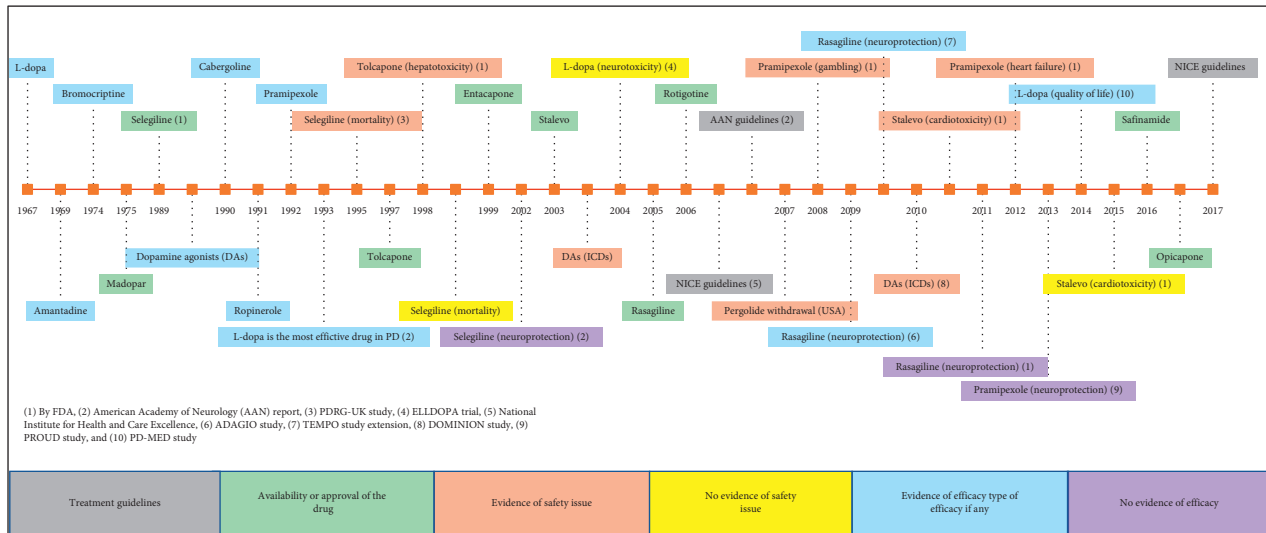 Rasagiline (neuroprotection) (7)
L-dopa
Cabergoline
Tolcapone (hepatotoxicity) (1)
L-dopa (neurotoxicity) (4)
Pramipexole (gambling) (1)
Pramipexole (heart failure) (1)
NICE guidelines
Bromocriptine
Pramipexole
Entacapone
Rotigotine
L-dopa (quality of life) (10)
Selegiline (1)
Selegiline (mortality) (3)
Stalevo
AAN guidelines (2)
Stalevo (cardiotoxicity) (1)
Safinamide
1967 1969 1974 1975 1989 1990 1991 1992 1993 1995 1997 1998 1999 2002 2003 2004 2005 2006 2007 2008 2009 2010 2011 2012 2013 2014 2015 2016 2017
Dopamine agonists (DAs)
Tolcapone
DAs (ICDs)
Opicapone
Madopar
NICE guidelines (5)
DAs (ICDs) (8)
Stalevo (cardiotoxicity) (1)
Amantadine
Ropinerole
Selegiline (mortality)
Rasagiline
Pergolide withdrawal (USA)
L-dopa is the most effictive drug in PD (2)
Selegiline (neuroprotection) (2)
Rasagiline (neuroprotection) (6)
Rasagiline (neuroprotection) (1)
Pramipexole (neuroprotection) (9)
(1) By FDA, (2) American Academy of Neurology (AAN) report, (3) PDRG-UK study, (4) ELLDOPA trial, (5) National
Institute for Health and Care Excellence, (6) ADAGIO study, (7) TEMPO study extension, (8) DOMINION study, (9)
PROUD study, and (10) PD-MED study
Treatment guidelines
Availability or approval of the
drug
Evidence of safety issue
No evidence of safety
issue
Evidence of efficacy type of
efficacy if any
No evidence of efficacy